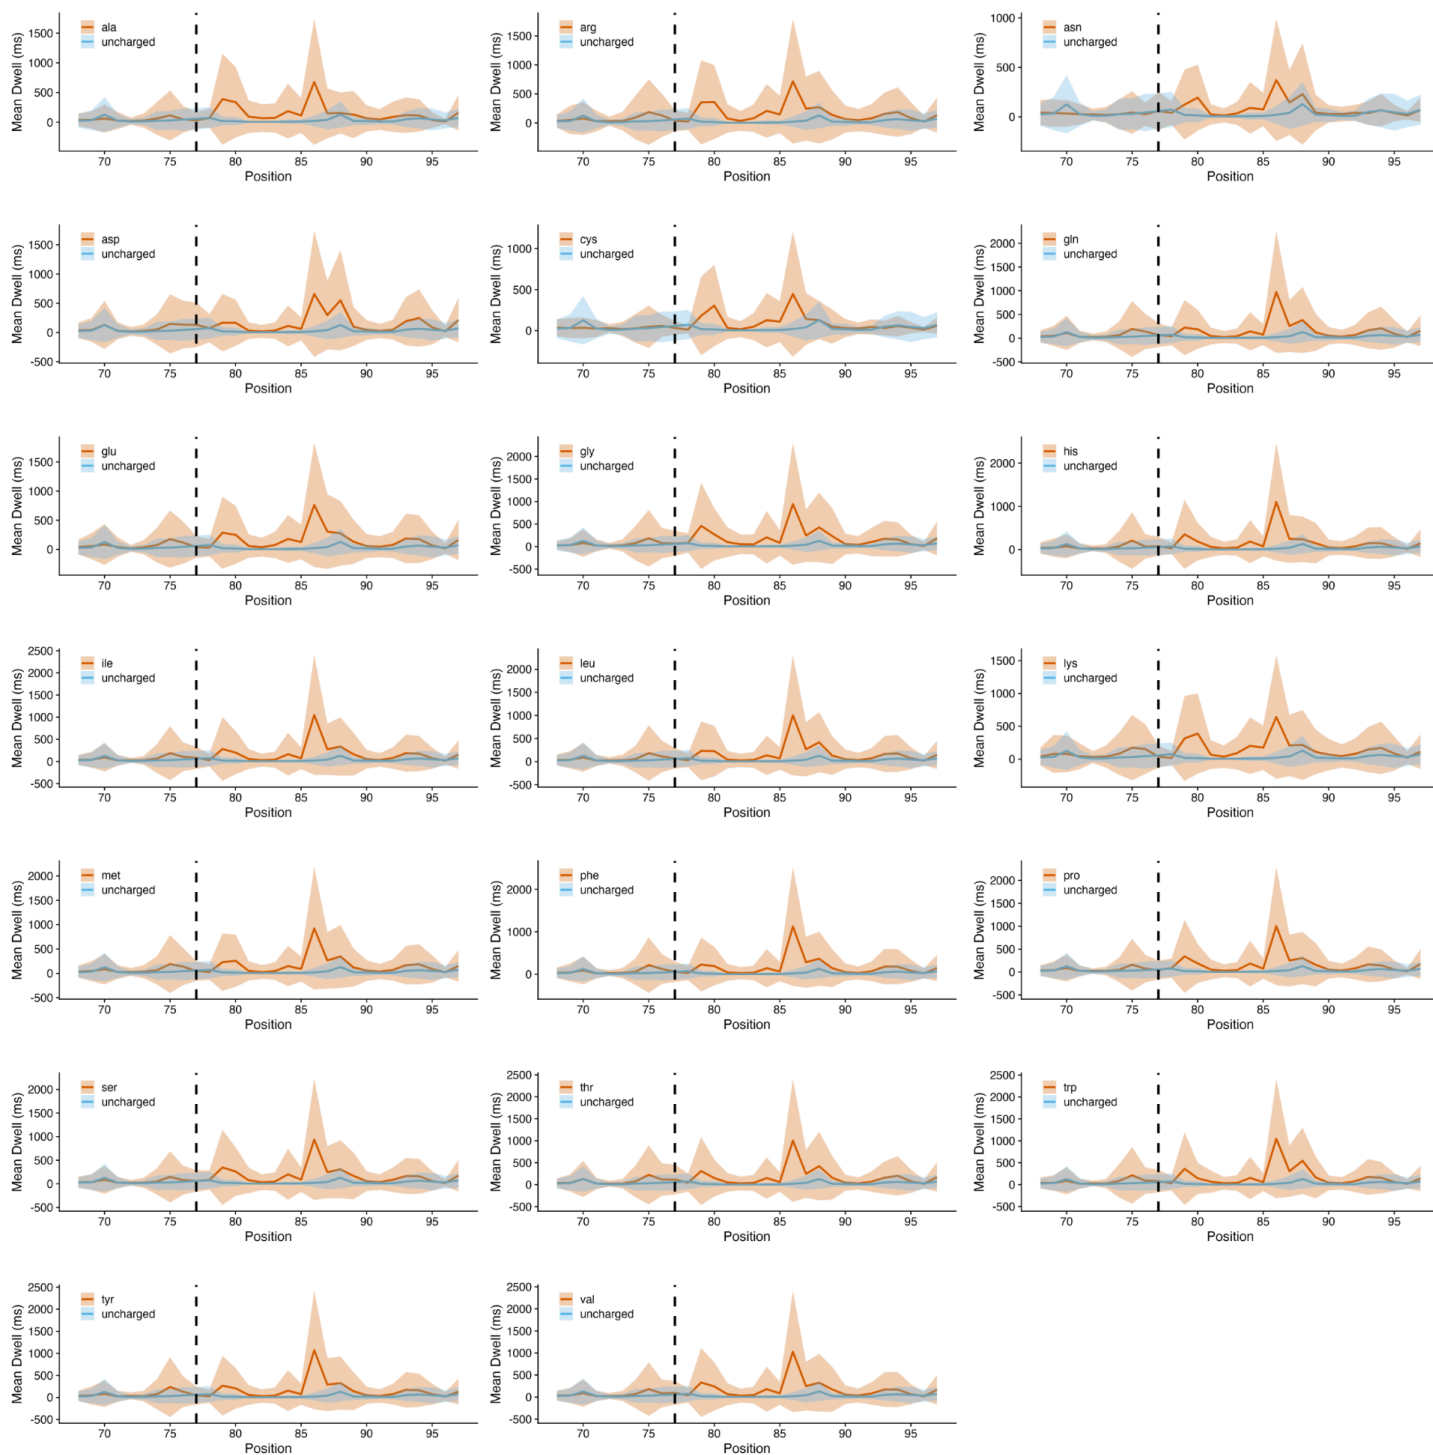 ala
uncharged
Mean Dwell (ms)
1500
1000
500
0
70 75 80 85 90 95
Position
arg
uncharged
Mean Dwell (ms)
1500
1000
500
0
70 75 80 85 90 95
Position
asn
uncharged
Mean Dwell (ms)
1000
500
0
70 75 80 85 90 95
Position
asp
uncharged
Mean Dwell (ms)
1500
1000
500
0
-500
70 75 80 85 90 95
Position
cys
uncharged
Mean Dwell (ms)
1000
500
0
70 75 80 85 90 95
Position
gln
uncharged
Mean Dwell (ms)
2000
1500
1000
500
0
-500
70 75 80 85 90 95
Position
glu
uncharged
Mean Dwell (ms)
1500
1000
500
0
70 75 80 85 90 95
Position
gly
uncharged
Mean Dwell (ms)
2000
1500
1000
500
0
-500
70 75 80 85 90 95
Position
his
uncharged
Mean Dwell (ms)
2000
1000
0
70 75 80 85 90 95
Position
ile
uncharged
Mean Dwell (ms)
2500
2000
1500
1000
500
0
-500
70 75 80 85 90 95
Position
leu
uncharged
Mean Dwell (ms)
2000
1500
1000
500
0
-500
70 75 80 85 90 95
Position
lys
uncharged
Mean Dwell (ms)
1500
1000
500
0
70 75 80 85 90 95
Position
met
uncharged
Mean Dwell (ms)
2000
1500
1000
500
0
-500
70 75 80 85 90 95
Position
phe
uncharged
Mean Dwell (ms)
2000
1000
0
70 75 80 85 90 95
Position
pro
uncharged
Mean Dwell (ms)
2000
1500
1000
500
0
-500
70 75 80 85 90 95
Position
ser
uncharged
Mean Dwell (ms)
2000
1500
1000
500
0
-500
70 75 80 85 90 95
Position
thr
uncharged
Mean Dwell (ms)
2500
2000
1500
1000
500
0
-500
70 75 80 85 90 95
Position
trp
uncharged
Mean Dwell (ms)
2500
2000
1500
1000
500
0
-500
70 75 80 85 90 95
Position
tyr
uncharged
Mean Dwell (ms)
2500
2000
1500
1000
500
0
-500
70 75 80 85 90 95
Position
val
uncharged
Mean Dwell (ms)
2500
2000
1500
1000
500
0
-500
70 75 80 85 90 95
Position